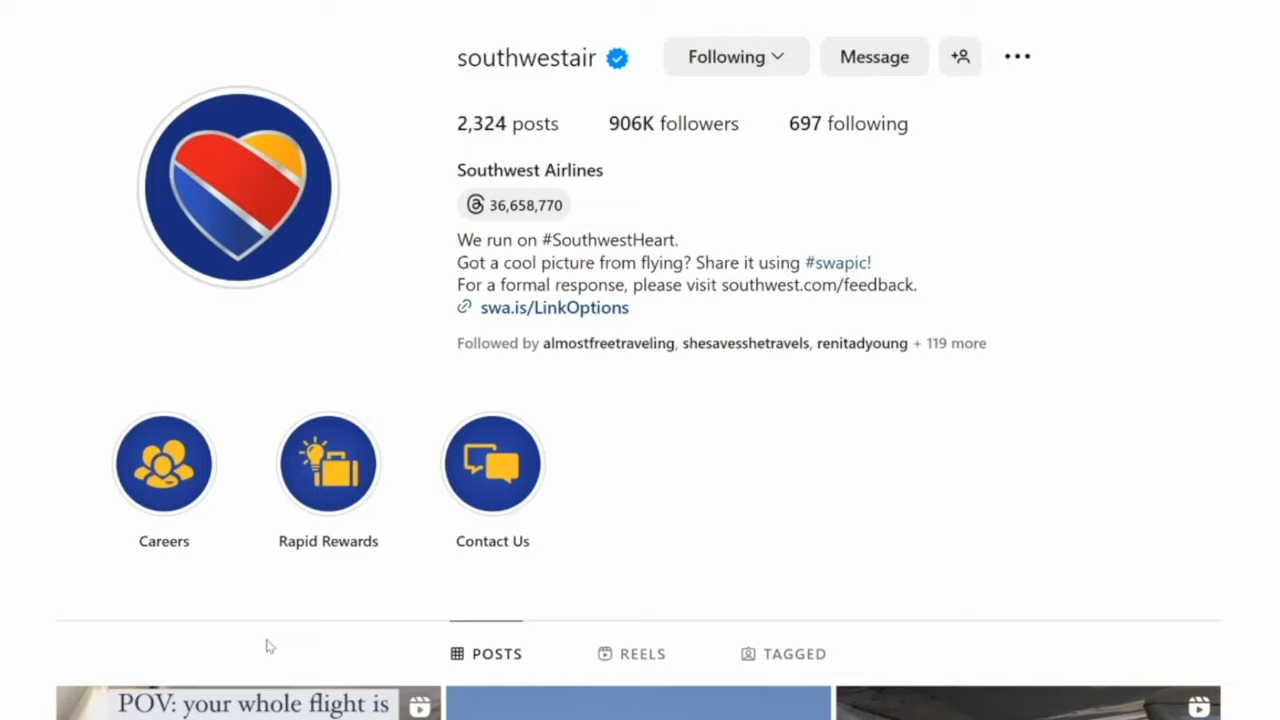 southwestair
Following
Message
2,324 posts
906K followers
697 following
Southwest Airlines
36,658,770
We run on #SouthwestHeart.
Got a cool picture from flying? Share it using #swapic!
For a formal response, please visit southwest.com/feedback.
swa.is/LinkOptions
Followed by almostfreetraveling, shesavesshetravels, renitadyoung + 119 more
Careers
Rapid Rewards
Contact Us
POSTS
REELS
TAGGED
POV: your whole flight is